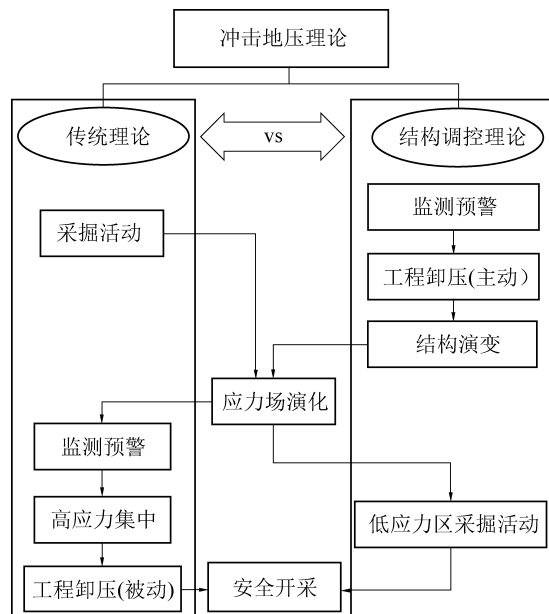 冲击地压理论
传统理论
vs
结构调控理论
监测预警
采掘活动
工程卸压(主动）
结构演变
应力场演化
监测预警
高应力集中
低应力区采掘活动
工程卸压(被动)
安全开采